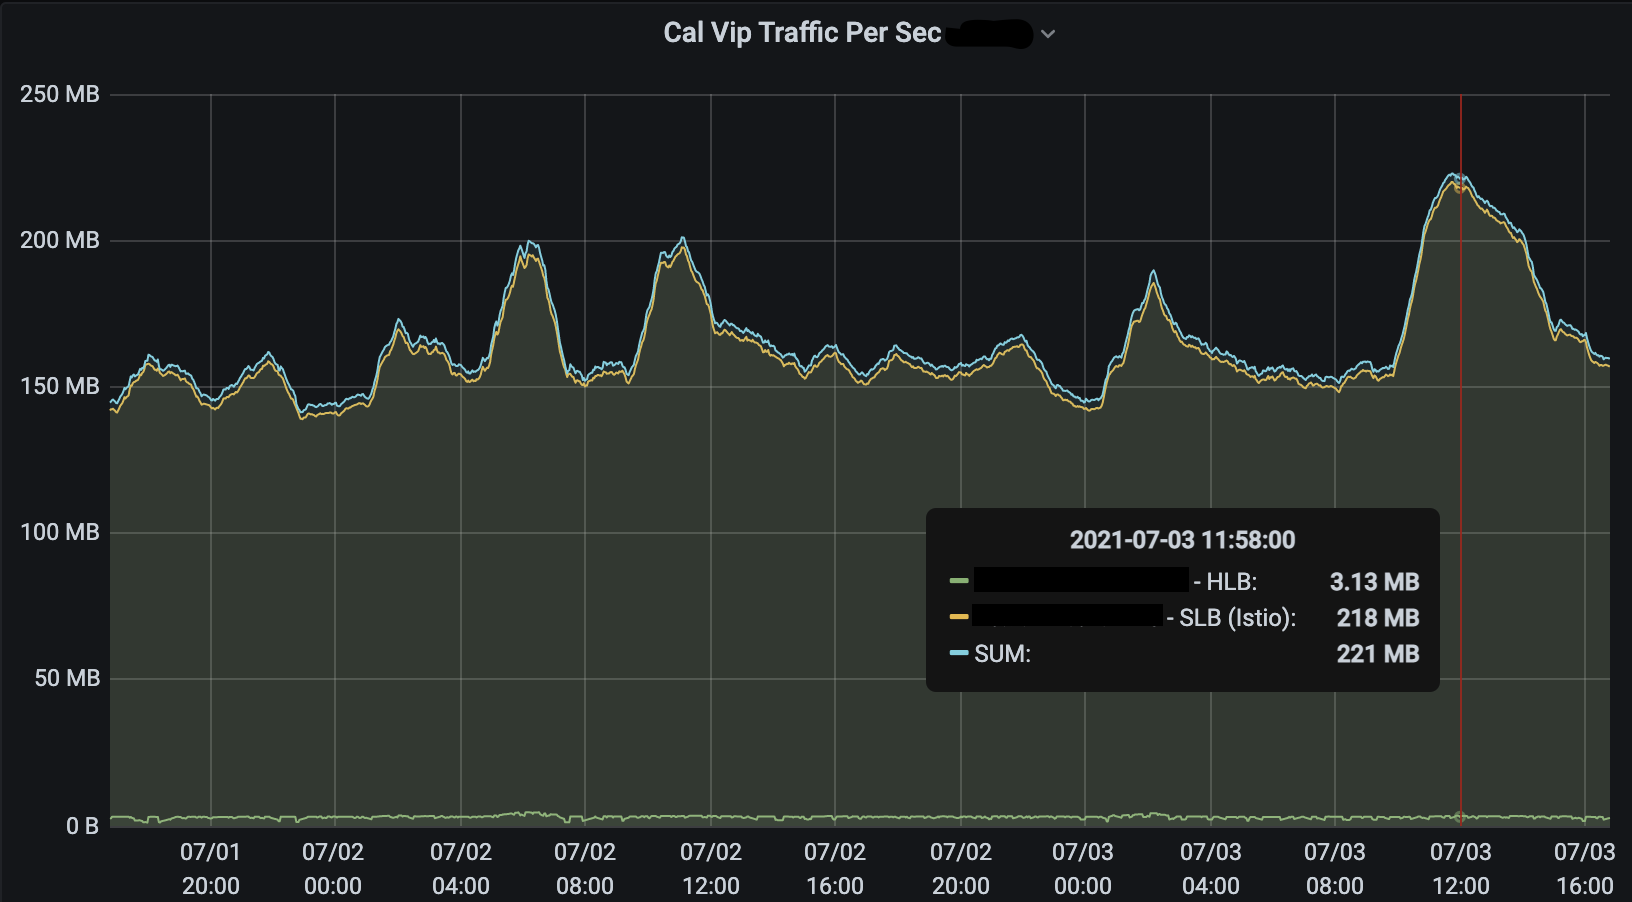 Cal Vip Traffic Per Sec
250 MB
200 MB
150 MB
100 MB
50 MB
0 B
2021-07-03 11:58:00
- HLB: 3.13 MB
- SLB (Istio): 218 MB
SUM: 221 MB
07/01 07/02 07/02 07/02 07/02 07/02 07/02 07/03 07/03 07/03 07/03 07/03
20:00 00:00 04:00 08:00 12:00 16:00 20:00 00:00 04:00 08:00 12:00 16:00